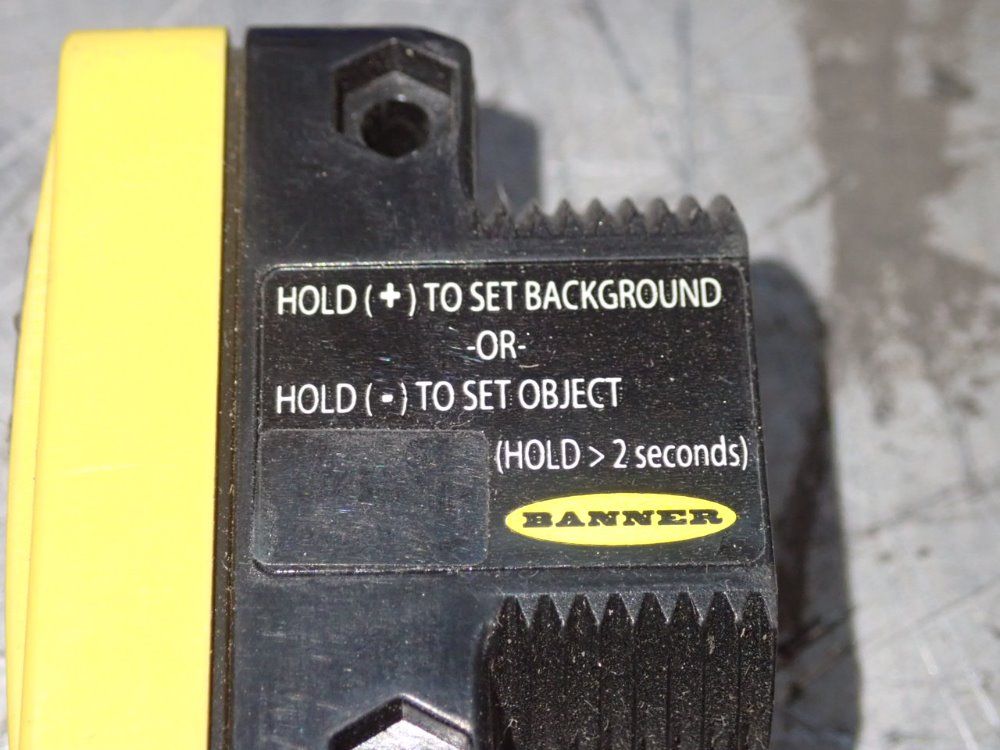 HOLD (+) TO SET BACKGROUND
-OR-
HOLD (-) TO SET OBJECT
(HOLD > 2 seconds)
BANNER